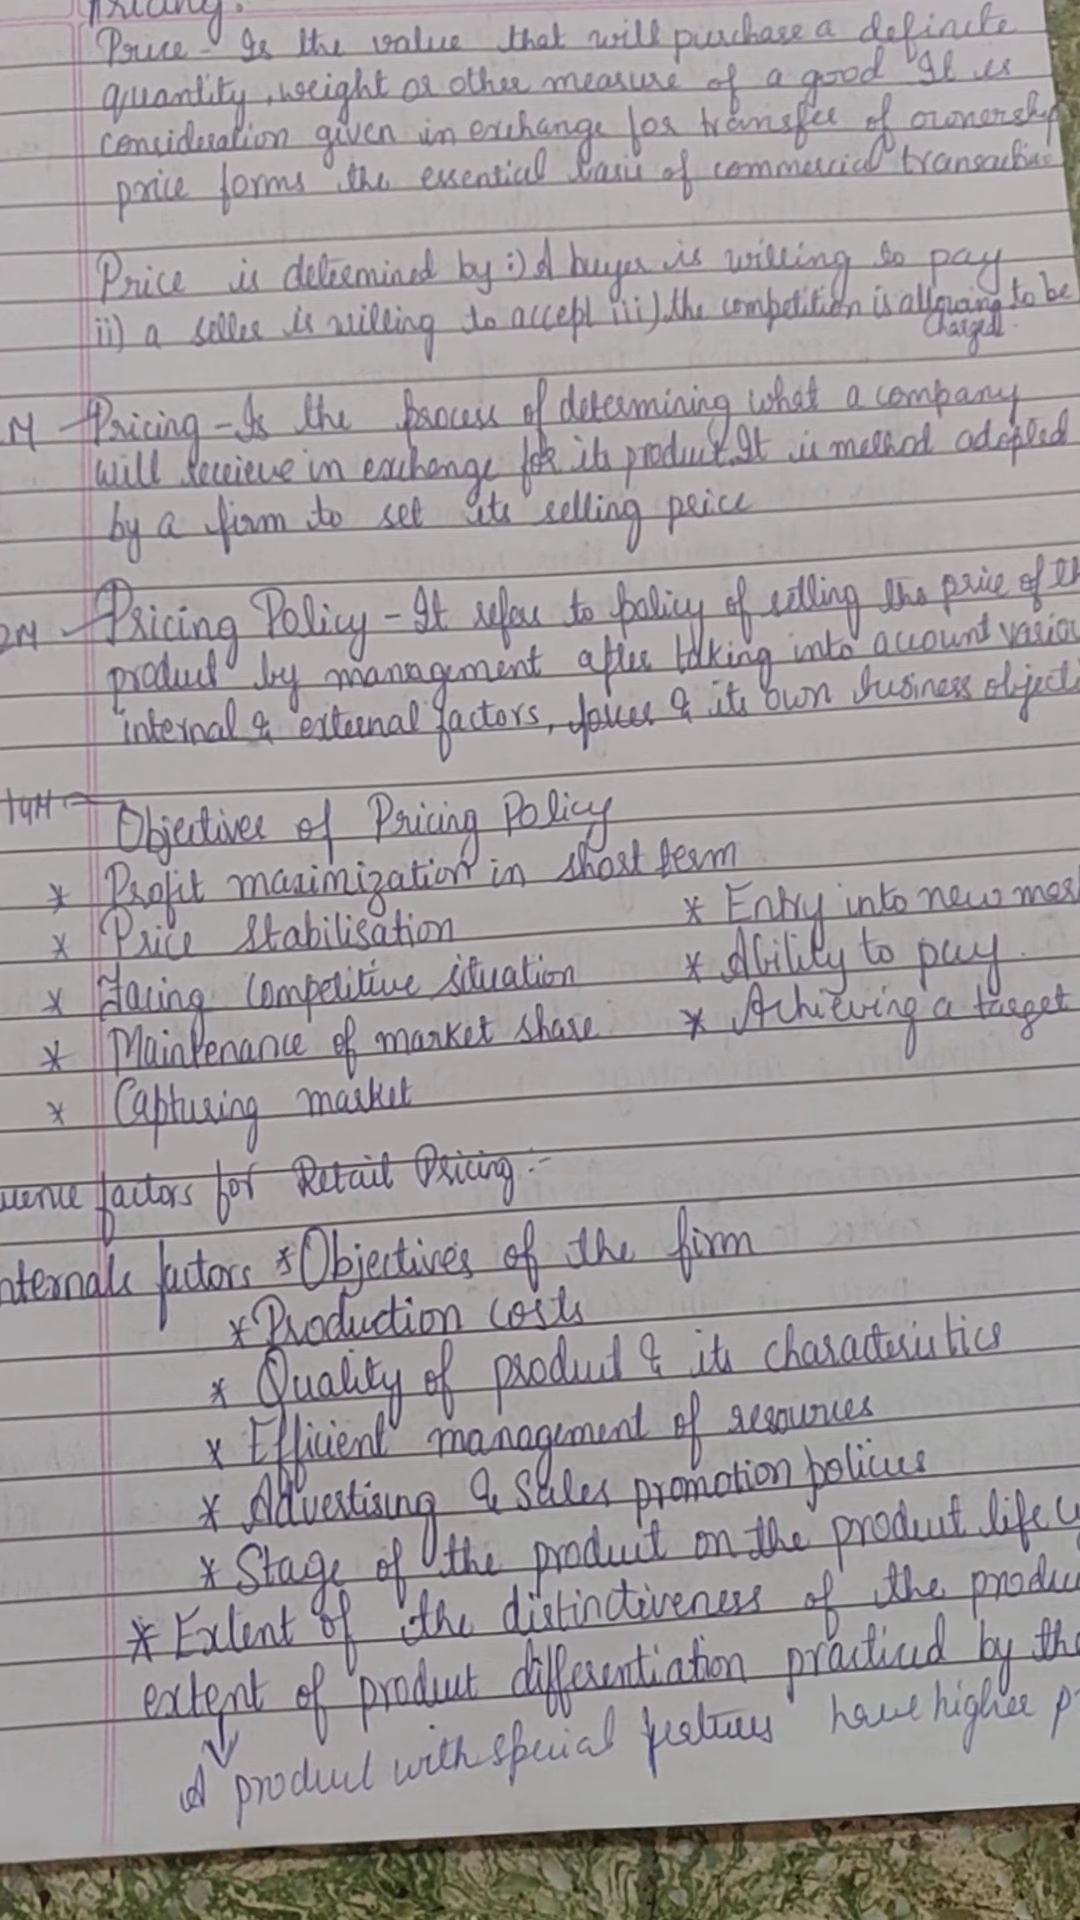 Pricing.
Price - Is the value that will purchase a definite
quantity, weight or other measure of a good It is
consideration given in exchange for transfer of ownership
price forms the essential basis of commercial transaction
Price is determined by i) A buyer is willing to pay
ii) a seller is willing to accept iii) the competition is allowing to be
charged.
M Pricing - Is the process of determining what a company
will receieve in exchange for its product. It is method adopted
by a firm to set its selling price
2M Pricing Policy - It refers to policy of setting the price of th
product by management after taking into account variou
internal & external factors, forces & its own business object
Objectives of Pricing Policy
* Profit maximization in short term
* Price Stabilisation * Entry into new mar
* Facing Competitive situation * Ability to pay.
* Maintenance of market share * Achieving a target
* Capturing market
uence factors for Retail Pricing :-
nternals factors * Objectives of the firm
* Production costs
* Quality of product & its characteristics
* Efficient management of resources
* Advertising & Sales promotion policies
* Stage of the product on the product life cy
* Extent of the distinctiveness of the produ
extent of product differentiation practiced by the
A product with special features have higher p